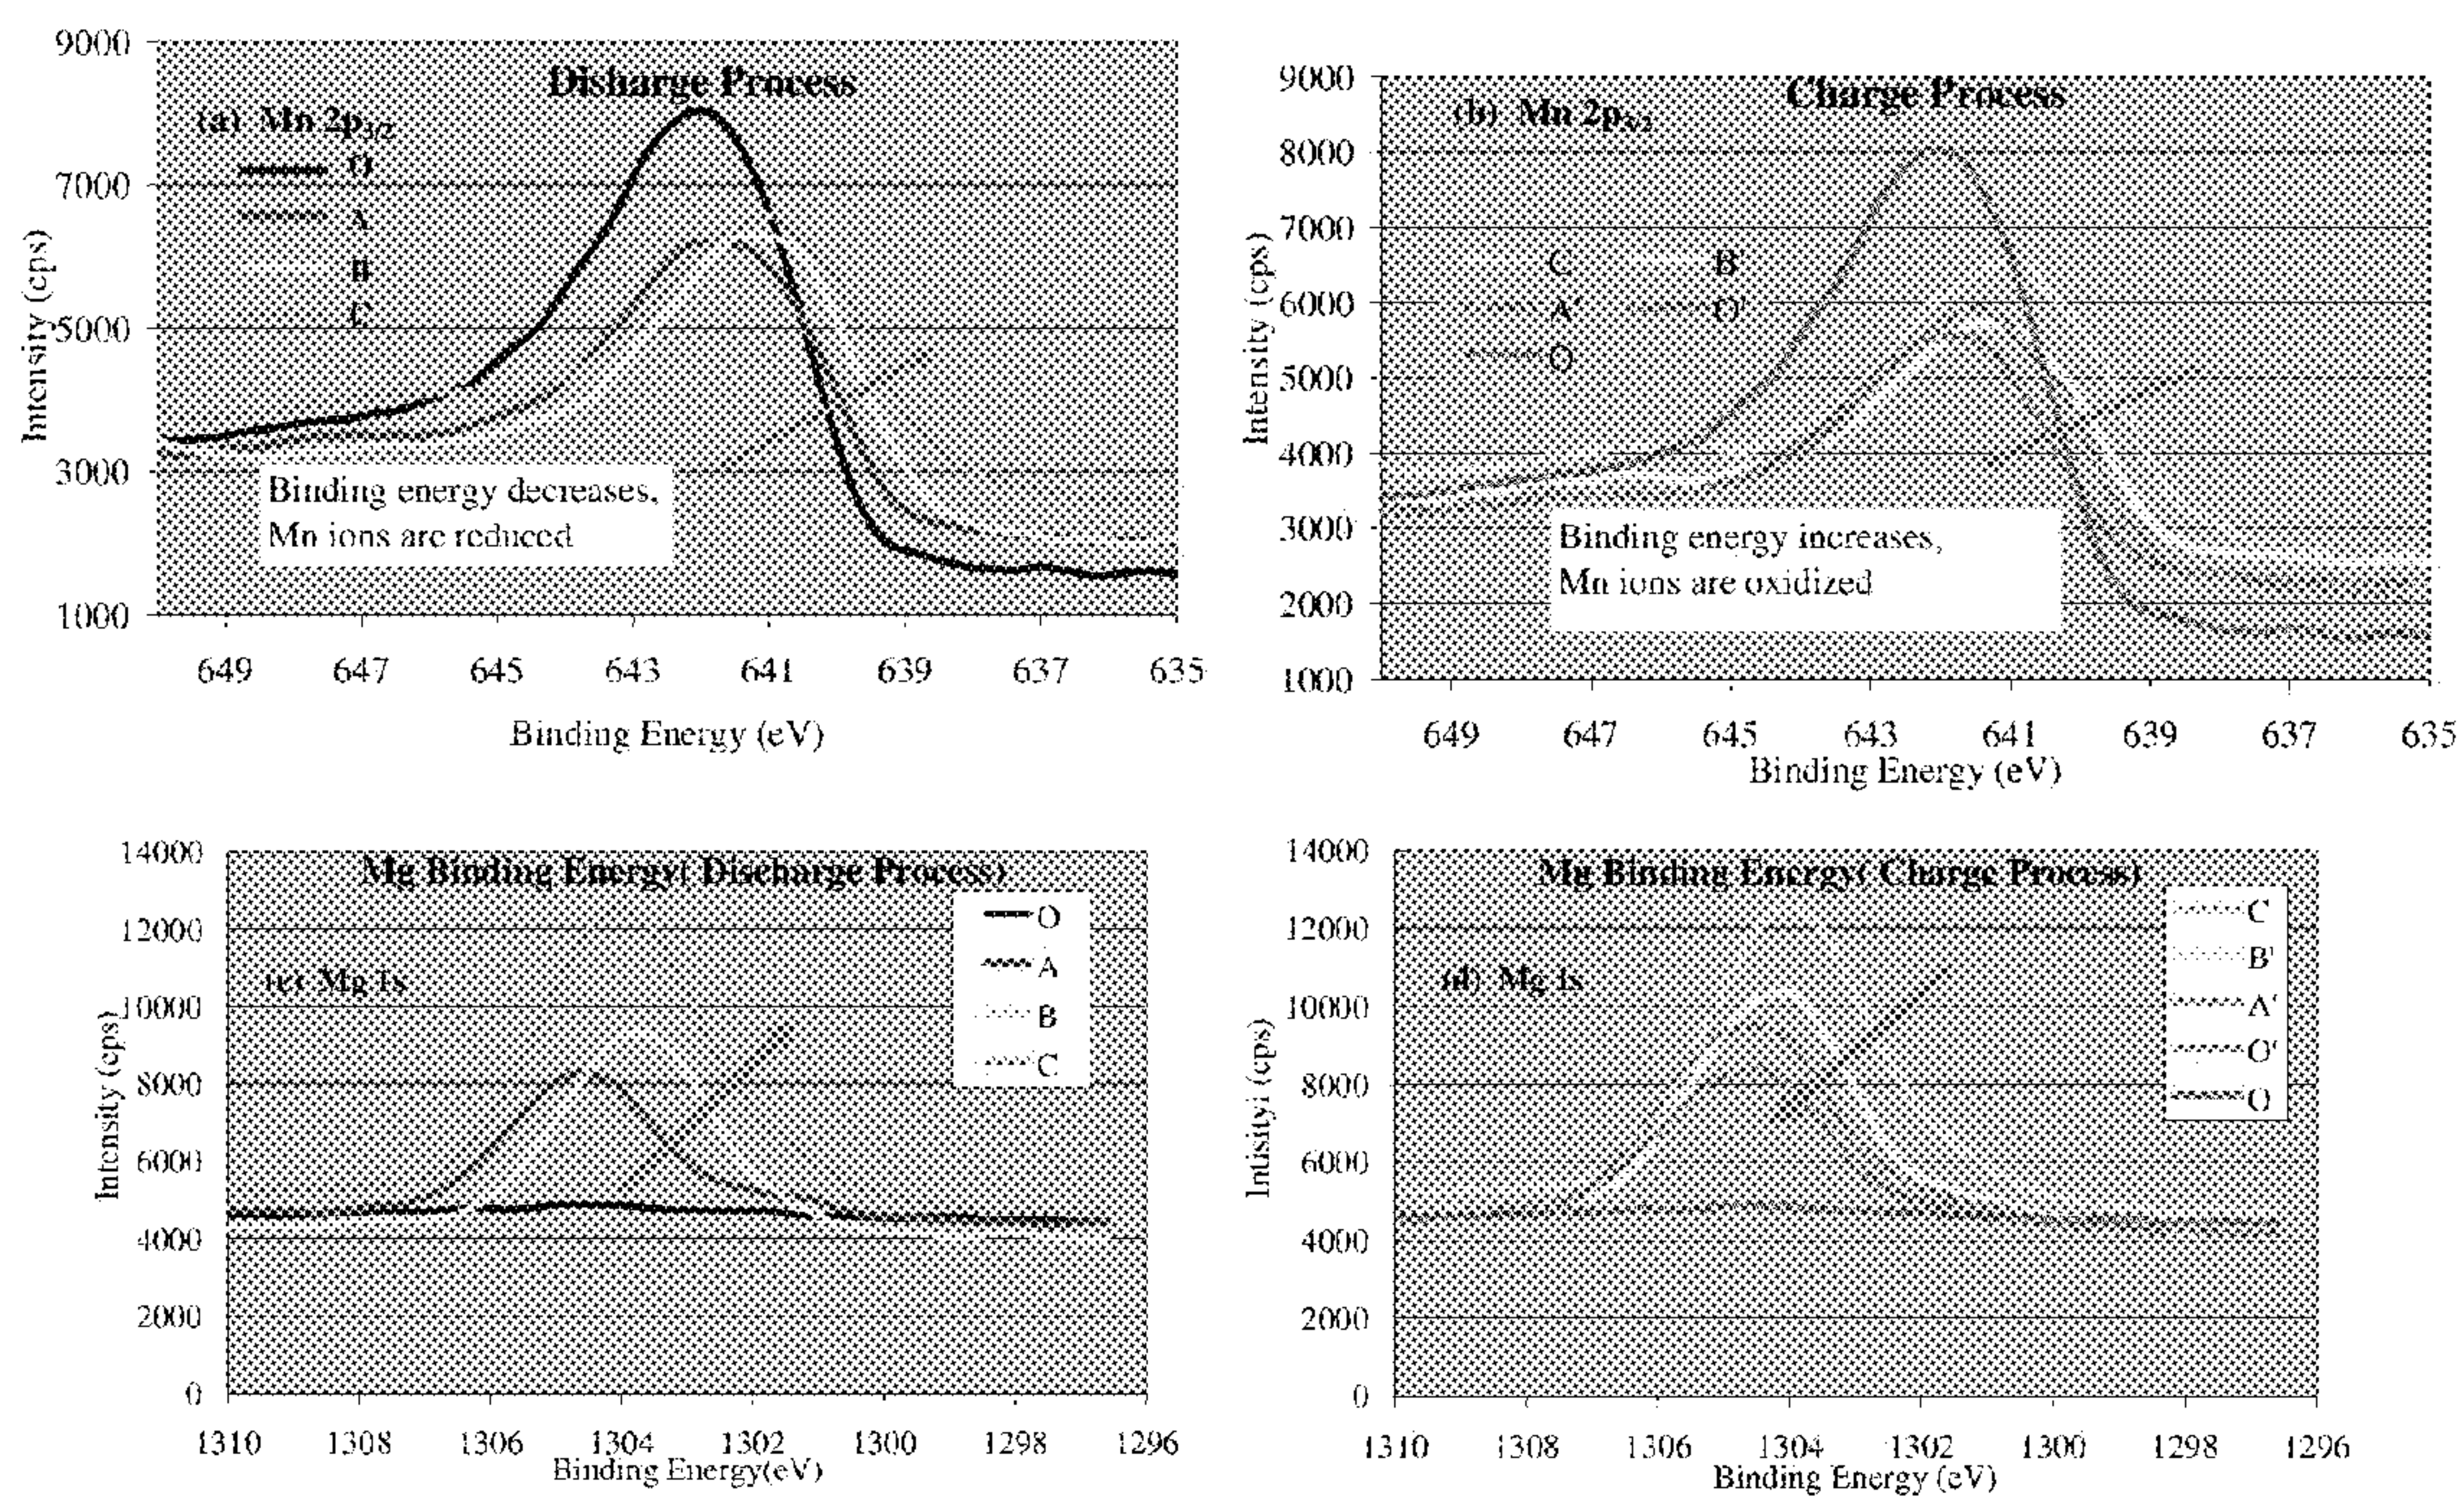 Disharge Process
(a) Mn 2p3/2
O
A
B
C
9000
7000
5000
3000
1000
Intensity (cps)
Binding energy decreases,
Mn ions are reduced
649 647 645 643 641 639 637 635
Binding Energy (eV)
Charge Process
(b) Mn 2p3/2
C B'
A' O'
O
9000
8000
7000
6000
5000
4000
3000
2000
1000
Intensity (cps)
Binding energy increases,
Mn ions are oxidized
649 647 645 643 641 639 637 635
Binding Energy (eV)
Mg Binding Energy( Discharge Process)
(c) Mg 1s
O
A
B
C
14000
12000
10000
8000
6000
4000
2000
0
Intensity (cps)
1310 1308 1306 1304 1302 1300 1298 1296
Binding Energy(eV)
Mg Binding Energy( Charge Process)
(d) Mg 1s
C
B'
A'
O'
O
14000
12000
10000
8000
6000
4000
2000
0
Intisityi (cps)
1310 1308 1306 1304 1302 1300 1298 1296
Binding Energy (eV)